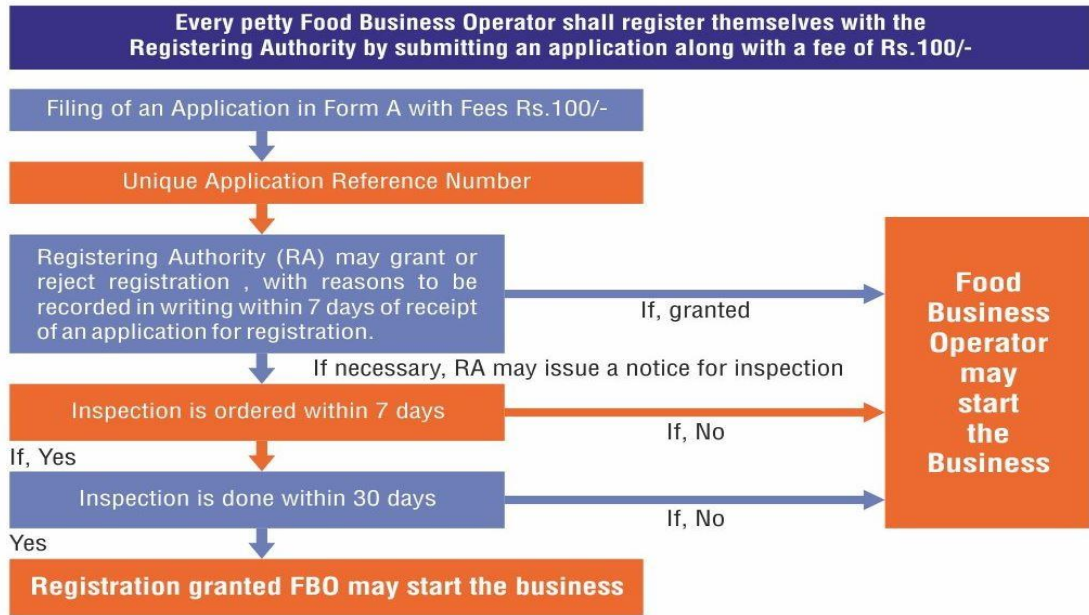 Every petty Food Business Operator shall register themselves with the
Registering Authority by submitting an application along with a fee of Rs.100/-
Filing of an Application in Form A with Fees Rs.100/-
Unique Application Reference Number
Registering Authority (RA) may grant or
reject registration , with reasons to be
recorded in writing within 7 days of receipt
of an application for registration.
If, granted
If necessary, RA may issue a notice for inspection
Inspection is ordered within 7 days
If, No
If, Yes
Inspection is done within 30 days
If, No
Yes
Registration granted FBO may start the business
Food
Business
Operator
may
start
the
Business